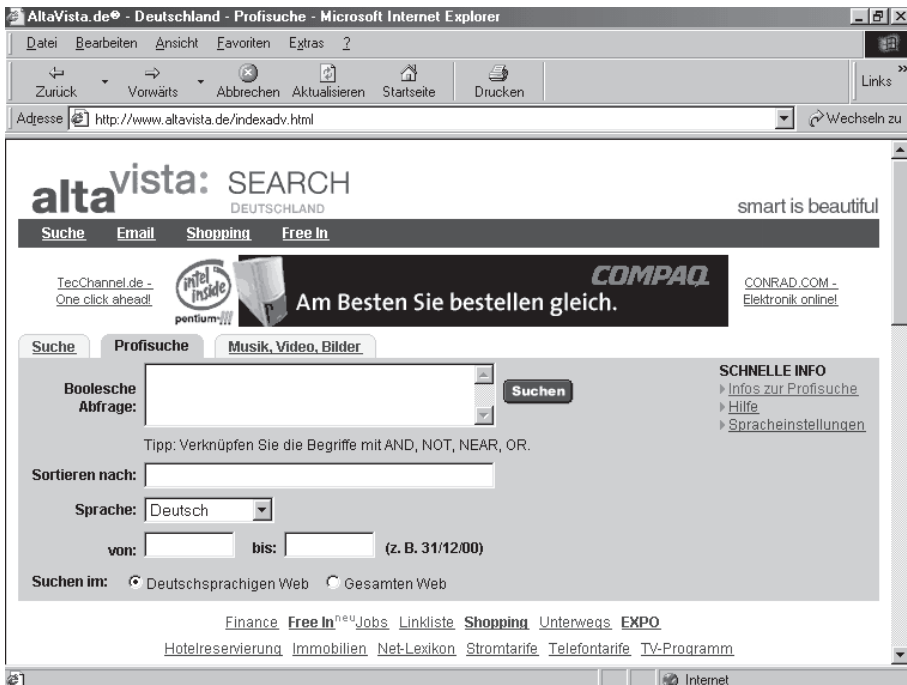 AltaVista.de® - Deutschland - Profisuche - Microsoft Internet Explorer
Datei Bearbeiten Ansicht Favoriten Extras ?
Zurück Vorwärts Abbrechen Aktualisieren Startseite Drucken Links »
Adresse http://www.altavista.de/indexadv.html Wechseln zu
altavista: SEARCH
DEUTSCHLAND
smart is beautiful
Suche Email Shopping Free In
TecChannel.de -
One click ahead!
intel
inside
pentium-///
COMPAQ
Am Besten Sie bestellen gleich.
CONRAD.COM -
Elektronik online!
Suche Profisuche Musik, Video, Bilder
Boolesche
Abfrage:
Suchen
SCHNELLE INFO
Infos zur Profisuche
Hilfe
Spracheinstellungen
Tipp: Verknüpfen Sie die Begriffe mit AND, NOT, NEAR, OR.
Sortieren nach:
Sprache: Deutsch
von: bis: (z. B. 31/12/00)
Suchen im: Deutschsprachigen Web Gesamten Web
Finance Free In neu Jobs Linkliste Shopping Unterwegs EXPO
Hotelreservierung Immobilien Net-Lexikon Stromtarife Telefontarife TV-Programm
Internet